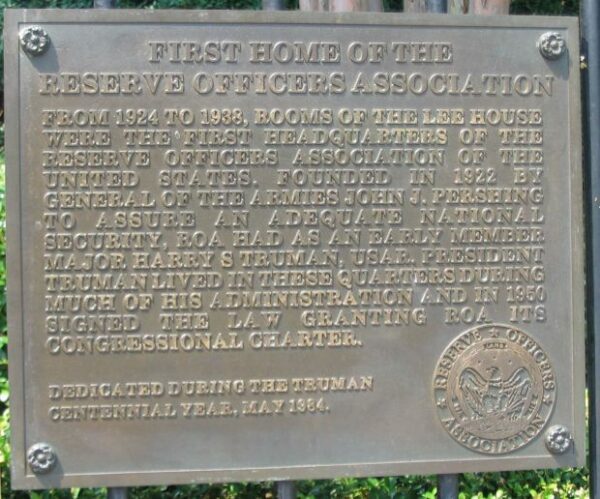 FIRST HOME OF THE
RESERVE OFFICERS ASSOCIATION
FROM 1924 TO 1938, ROOMS OF THE LEE HOUSE
WERE THE FIRST HEADQUARTERS OF THE
RESERVE OFFICERS ASSOCIATION OF THE
UNITED STATES. FOUNDED IN 1922 BY
GENERAL OF THE ARMIES JOHN J. PERSHING
TO ASSURE AN ADEQUATE NATIONAL
SECURITY, ROA HAD AS AN EARLY MEMBER
MAJOR HARRY S TRUMAN, USAR. PRESIDENT
TRUMAN LIVED IN THESE QUARTERS DURING
MUCH OF HIS ADMINISTRATION AND IN 1950
SIGNED THE LAW GRANTING ROA ITS
CONGRESSIONAL CHARTER.
DEDICATED DURING THE TRUMAN
CENTENNIAL YEAR, MAY 1984.
RESERVE OFFICERS
ASSOCIATION